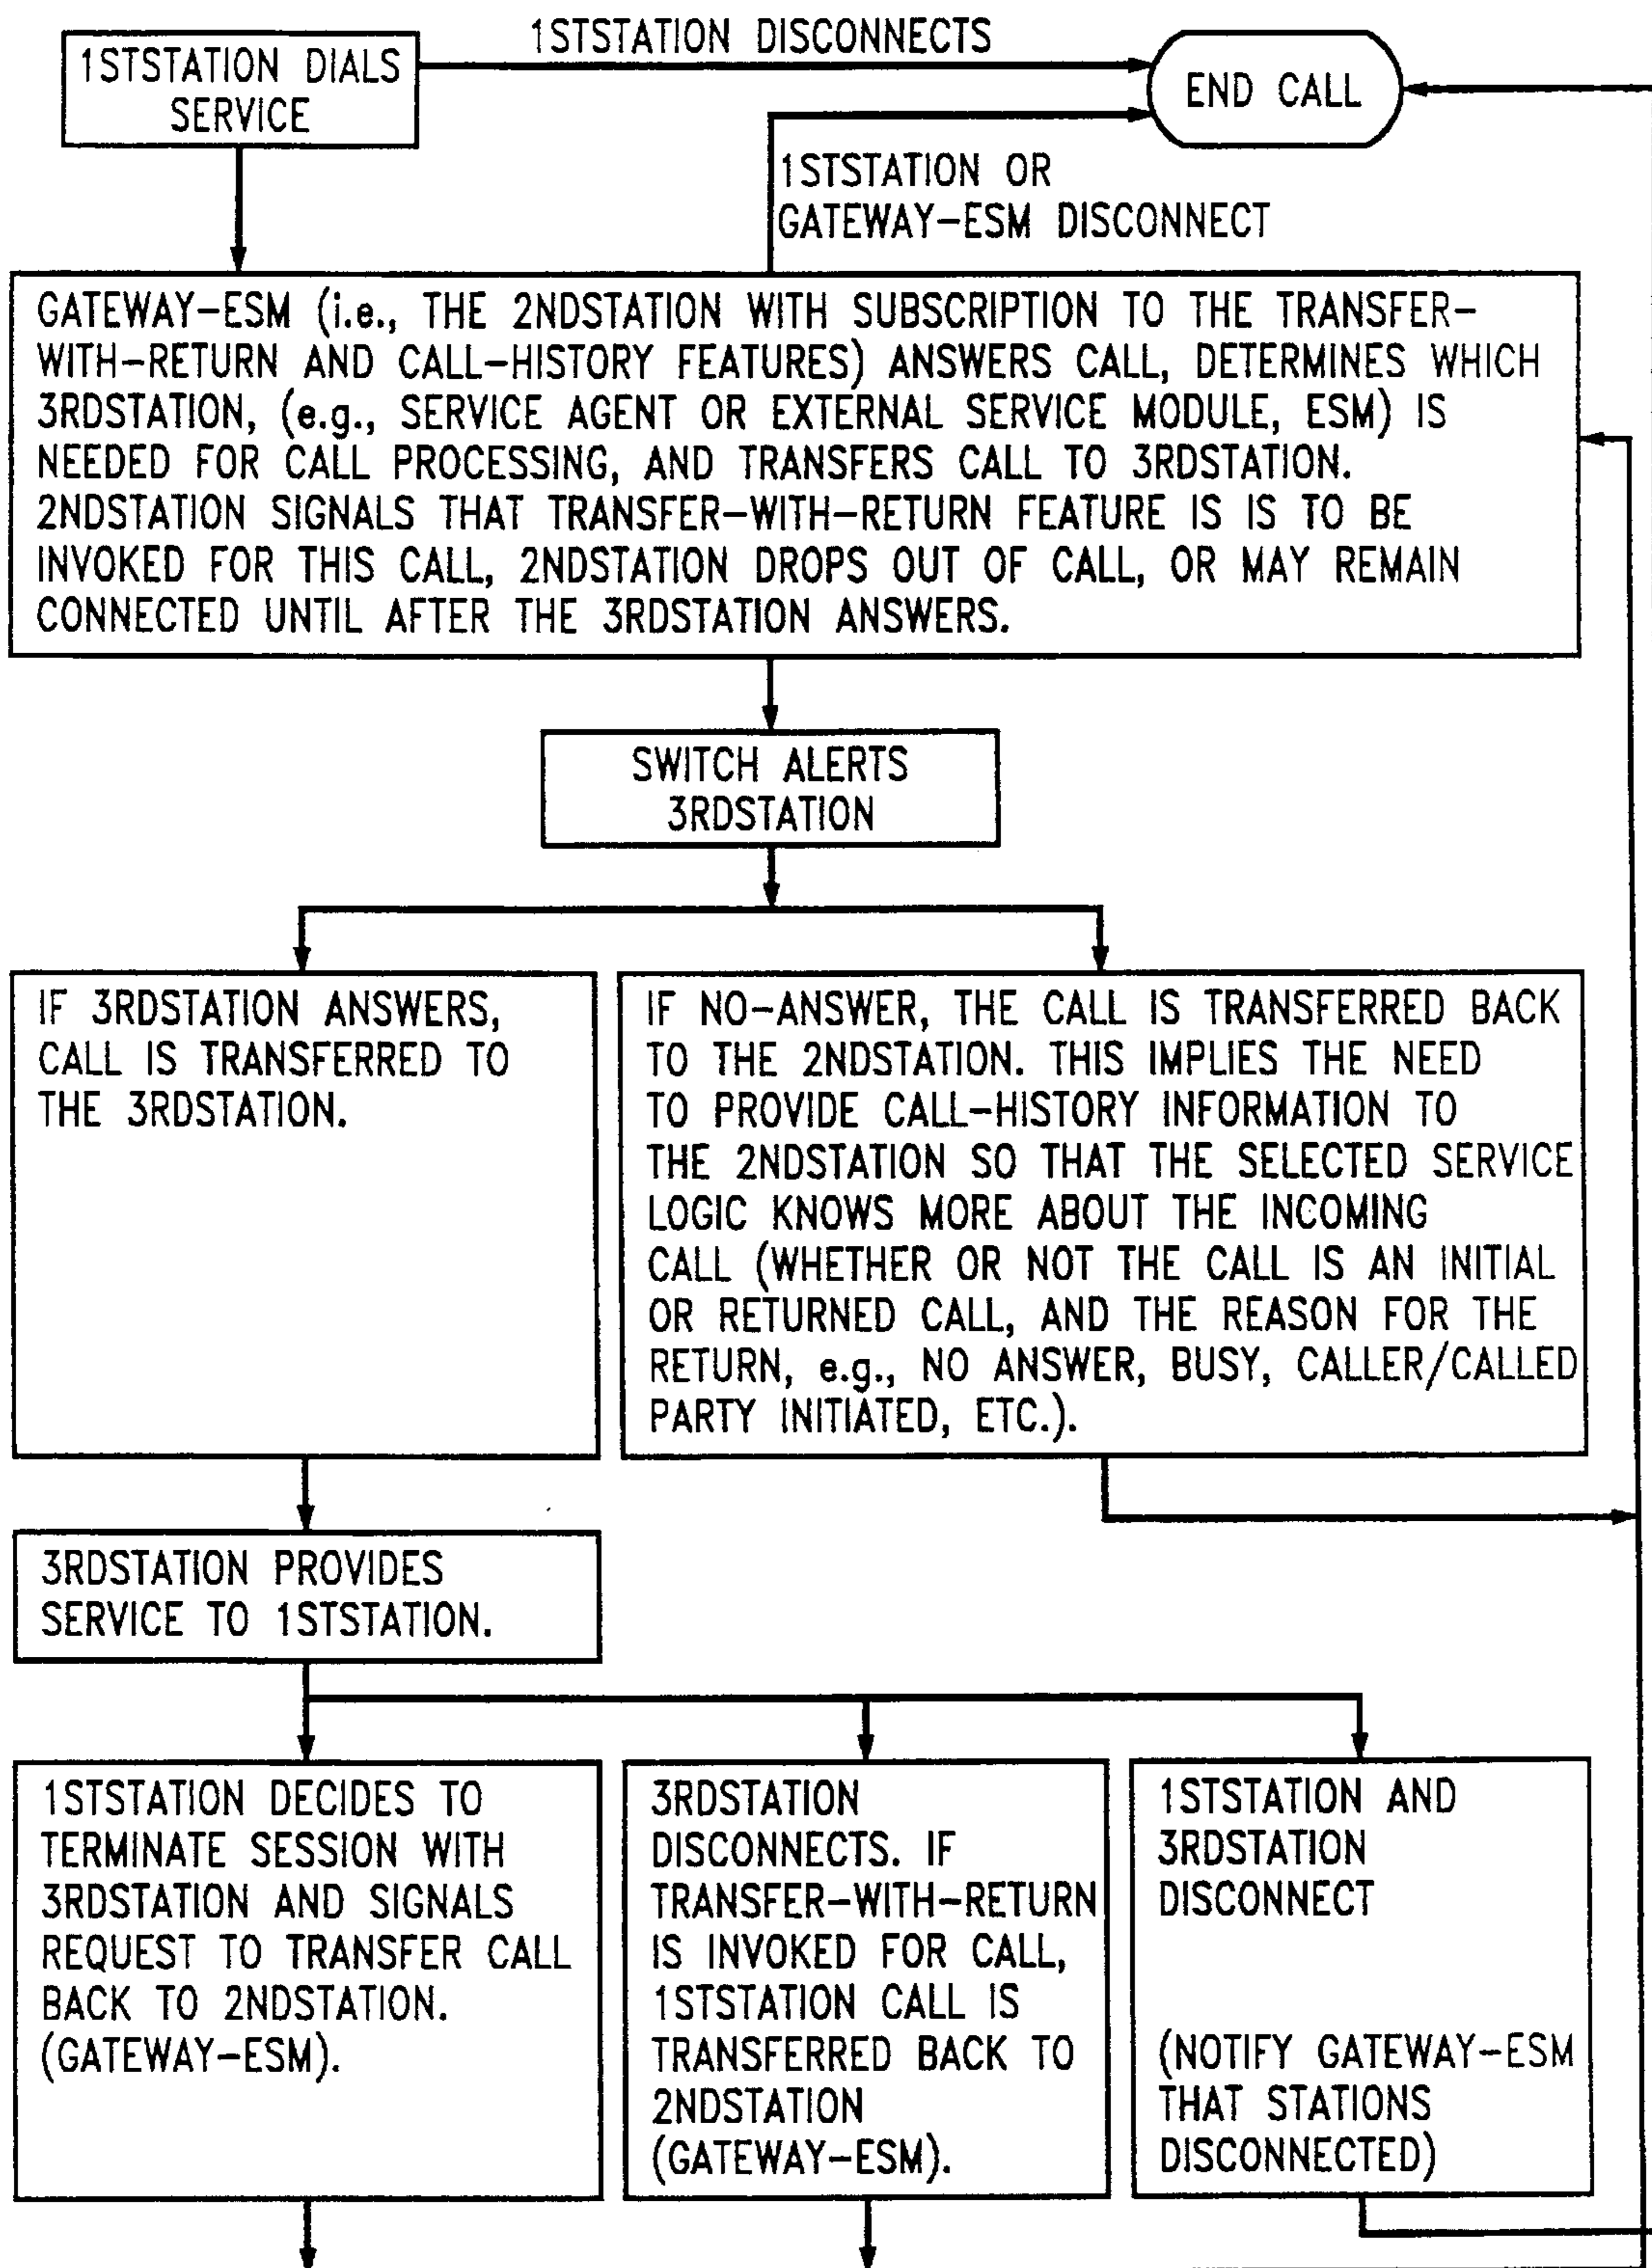 1STSTATION DIALS
SERVICE
1STSTATION DISCONNECTS
END CALL
1STSTATION OR
GATEWAY-ESM DISCONNECT
GATEWAY-ESM (i.e., THE 2NDSTATION WITH SUBSCRIPTION TO THE TRANSFER-
WITH-RETURN AND CALL-HISTORY FEATURES) ANSWERS CALL, DETERMINES WHICH
3RDSTATION, (e.g., SERVICE AGENT OR EXTERNAL SERVICE MODULE, ESM) IS
NEEDED FOR CALL PROCESSING, AND TRANSFERS CALL TO 3RDSTATION.
2NDSTATION SIGNALS THAT TRANSFER-WITH-RETURN FEATURE IS IS TO BE
INVOKED FOR THIS CALL, 2NDSTATION DROPS OUT OF CALL, OR MAY REMAIN
CONNECTED UNTIL AFTER THE 3RDSTATION ANSWERS.
SWITCH ALERTS
3RDSTATION
IF 3RDSTATION ANSWERS,
CALL IS TRANSFERRED TO
THE 3RDSTATION.
IF NO-ANSWER, THE CALL IS TRANSFERRED BACK
TO THE 2NDSTATION. THIS IMPLIES THE NEED
TO PROVIDE CALL-HISTORY INFORMATION TO
THE 2NDSTATION SO THAT THE SELECTED SERVICE
LOGIC KNOWS MORE ABOUT THE INCOMING
CALL (WHETHER OR NOT THE CALL IS AN INITIAL
OR RETURNED CALL, AND THE REASON FOR THE
RETURN, e.g., NO ANSWER, BUSY, CALLER/CALLED
PARTY INITIATED, ETC.).
3RDSTATION PROVIDES
SERVICE TO 1STSTATION.
1STSTATION DECIDES TO
TERMINATE SESSION WITH
3RDSTATION AND SIGNALS
REQUEST TO TRANSFER CALL
BACK TO 2NDSTATION.
(GATEWAY-ESM).
3RDSTATION
DISCONNECTS. IF
TRANSFER-WITH-RETURN
IS INVOKED FOR CALL,
1STSTATION CALL IS
TRANSFERRED BACK TO
2NDSTATION
(GATEWAY-ESM).
1STSTATION AND
3RDSTATION
DISCONNECT
(NOTIFY GATEWAY-ESM
THAT STATIONS
DISCONNECTED)